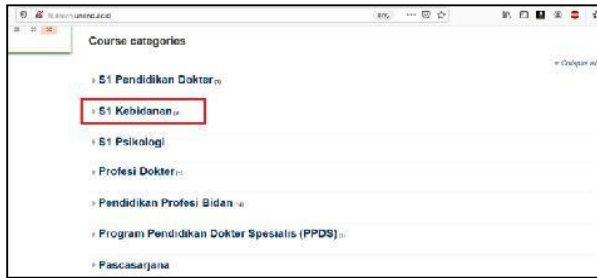 Course categories
S1 Pendidikan Dokter
S1 Kebidanan
S1 Psikologi
Profesi Dokter
Pendidikan Profesi Bidan
Program Pendidikan Dokter Spesialis (PPDS)
Pascasarjana